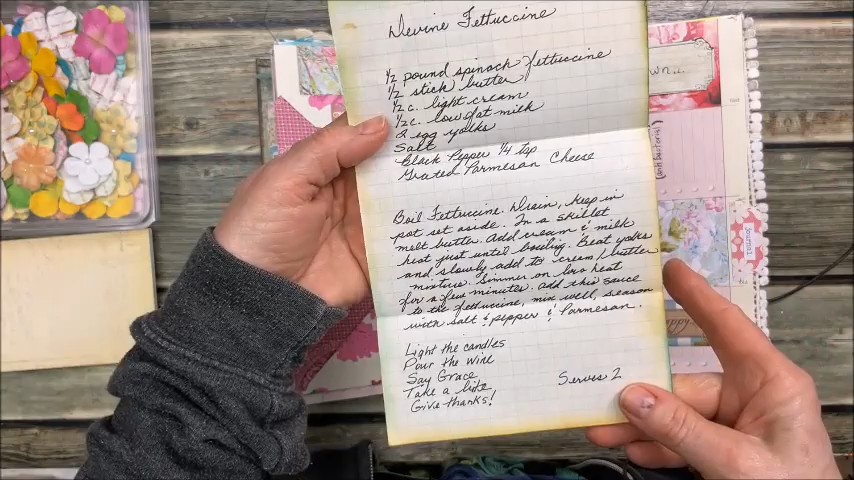 Devine Fettuccine
1/2 pound spinach fettuccine
1/2 stick butter
1/2 c. light cream
1/2 c. low fat milk
2 egg yolks
Salt
Black Pepper 1/4 tsp
Grated Parmesan Cheese
Boil Fettuccine. Drain, keep in
pot set aside. In a skillet
melt butter. Add cream & milk
heat just until boiling. Beat yolks
and slowly add to cream/butter
mixture. Simmer on low heat
for a few minutes. add this sauce
to the fettuccine, mix well, season
with salt & pepper & Parmesan.
Light the candles
Pour the wine
Say Grace
Take a bite
Give thanks!
Serves 2